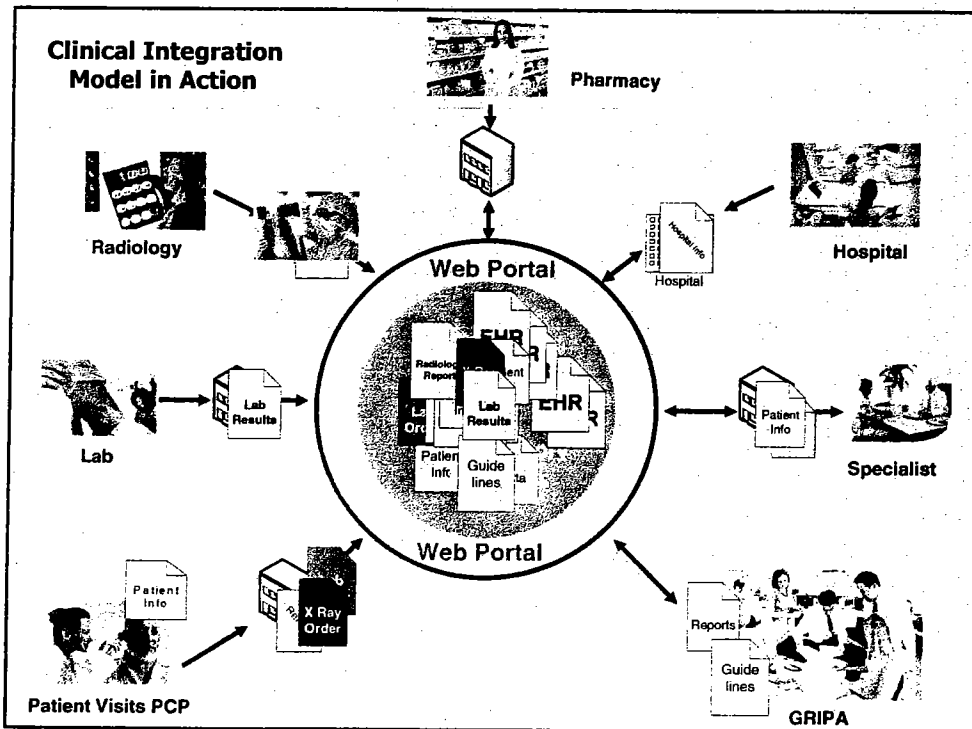 Clinical Integration
Model in Action
Pharmacy
Radiology
Hospital Info
Hospital
Hospital
Web Portal
EHR
Radiology
Report
Lab
Results
EHR
Patient
Info
Guide
lines
Web Portal
Lab
Results
Lab
Patient
Info
Specialist
Patient
Info
X Ray
Order
Patient Visits PCP
Reports
Guide
lines
GRIPA